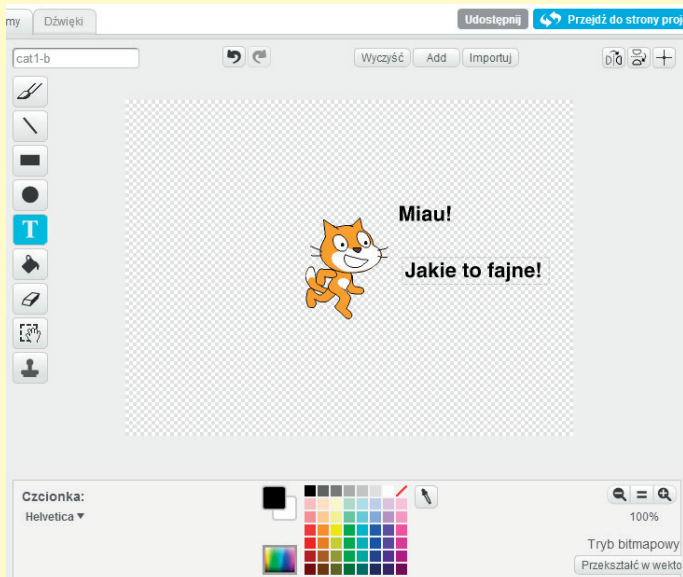 my Dźwięki Udostępnij Przejdź do strony proj
cat1-b Wyczyść Add Importuj
T
Miau!
Jakie to fajne!
Czcionka:
Helvetica
100%
Tryb bitmapowy
Przekształć w wekto